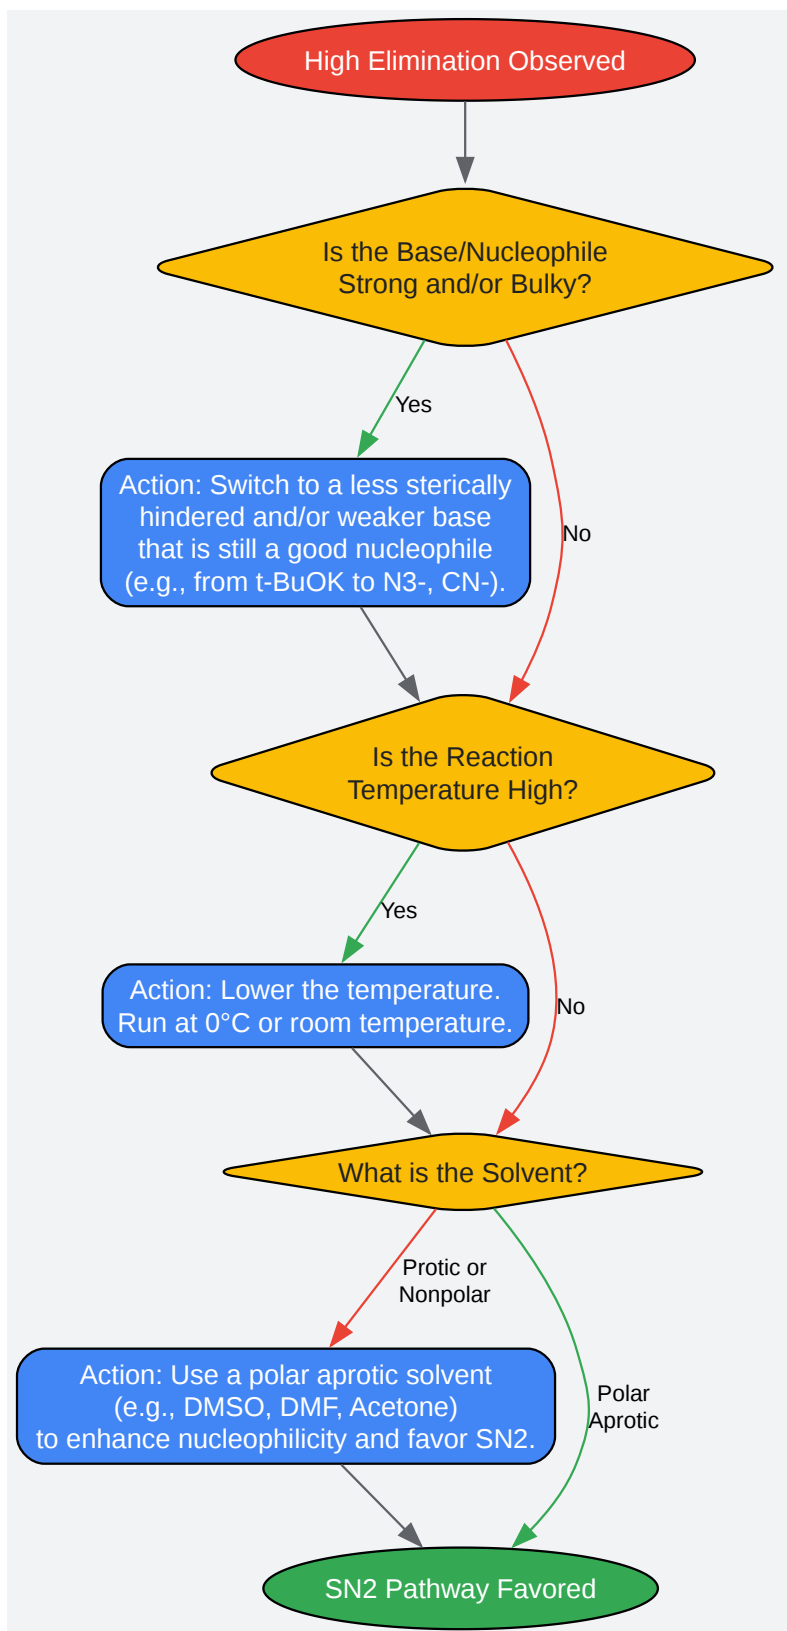 High Elimination Observed
Is the Base/Nucleophile
Strong and/or Bulky?
Yes
Action: Switch to a less sterically
hindered and/or weaker base
that is still a good nucleophile
(e.g., from t-BuOK to N3-, CN-).
No
Is the Reaction
Temperature High?
Yes
Action: Lower the temperature.
Run at 0°C or room temperature.
No
What is the Solvent?
Protic or
Nonpolar
Action: Use a polar aprotic solvent
(e.g., DMSO, DMF, Acetone)
to enhance nucleophilicity and favor SN2.
Polar
Aprotic
SN2 Pathway Favored